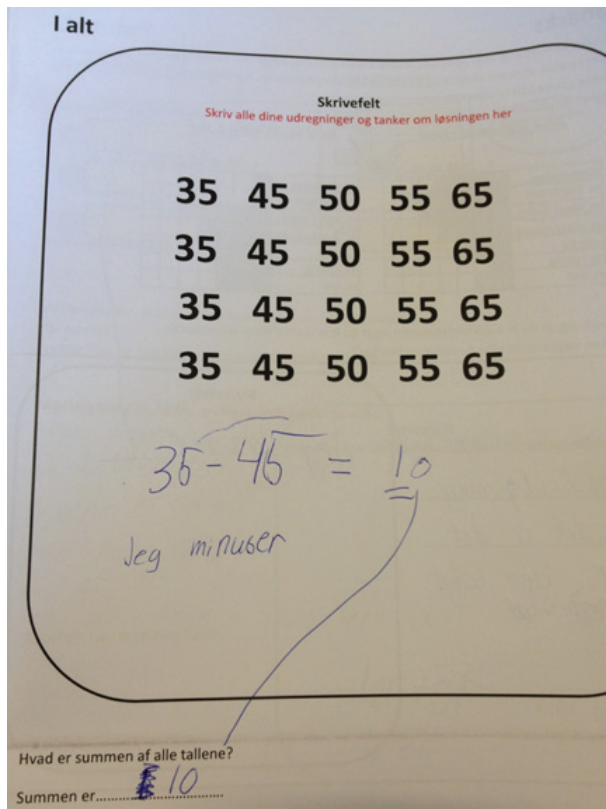 I alt
Skrivefelt
Skriv alle dine udregninger og tanker om løsningen her
35 45 50 55 65
35 45 50 55 65
35 45 50 55 65
35 45 50 55 65
35 - 45 = 10
Jeg minuser
Hvad er summen af alle tallene?
Summen er.......... 10 ..........